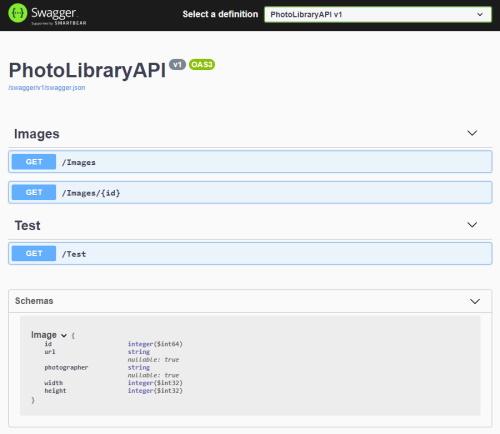 Swagger.
Supported by SMARTBEAR
Select a definition
PhotoLibraryAPI v1
PhotoLibraryAPI v1 OAS3
/swagger/v1/swagger.json
Images
GET /Images
GET /Images/{id}
Test
GET /Test
Schemas
Image {
id integer($int64)
url string
nullable: true
photographer string
nullable: true
width integer($int32)
height integer($int32)
}